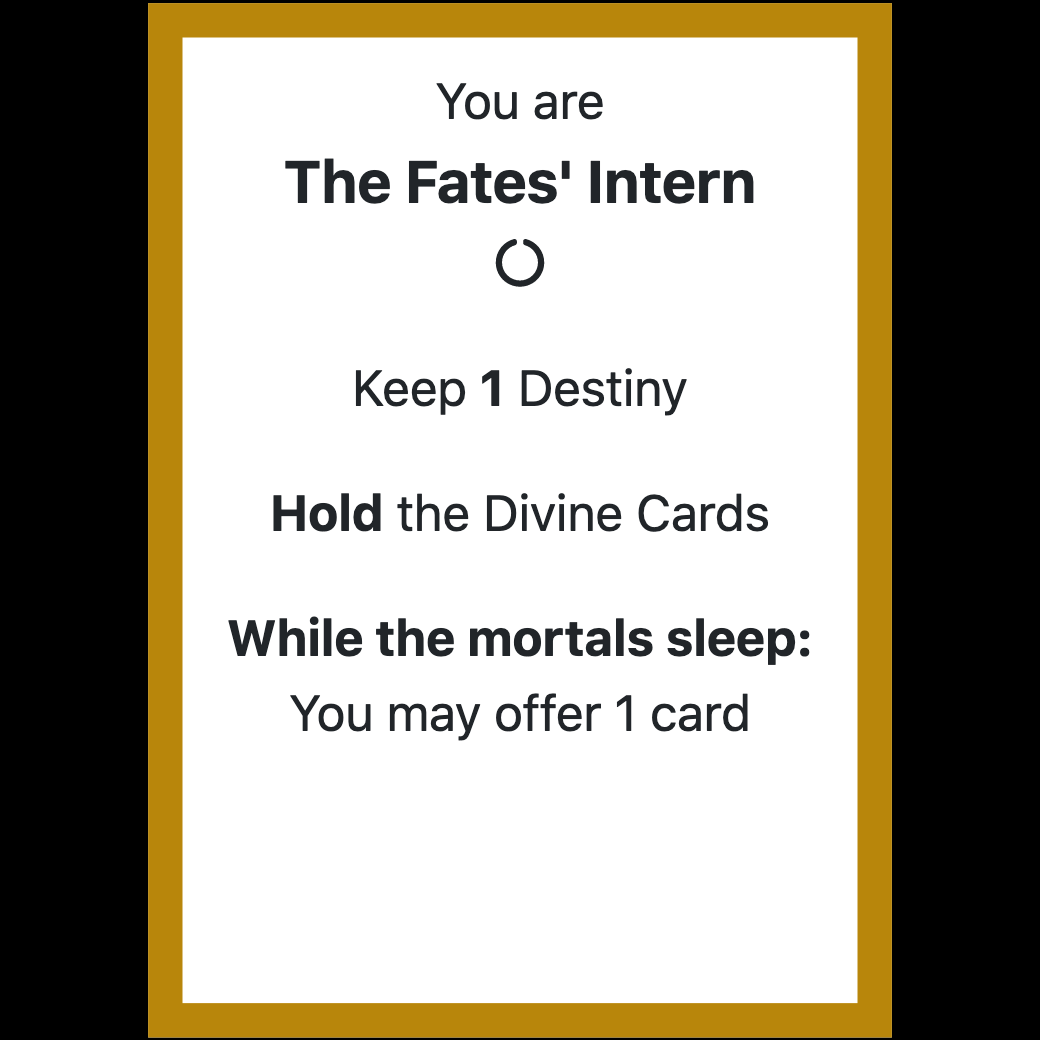 You are
The Fates' Intern
Keep 1 Destiny
Hold the Divine Cards
While the mortals sleep:
You may offer 1 card